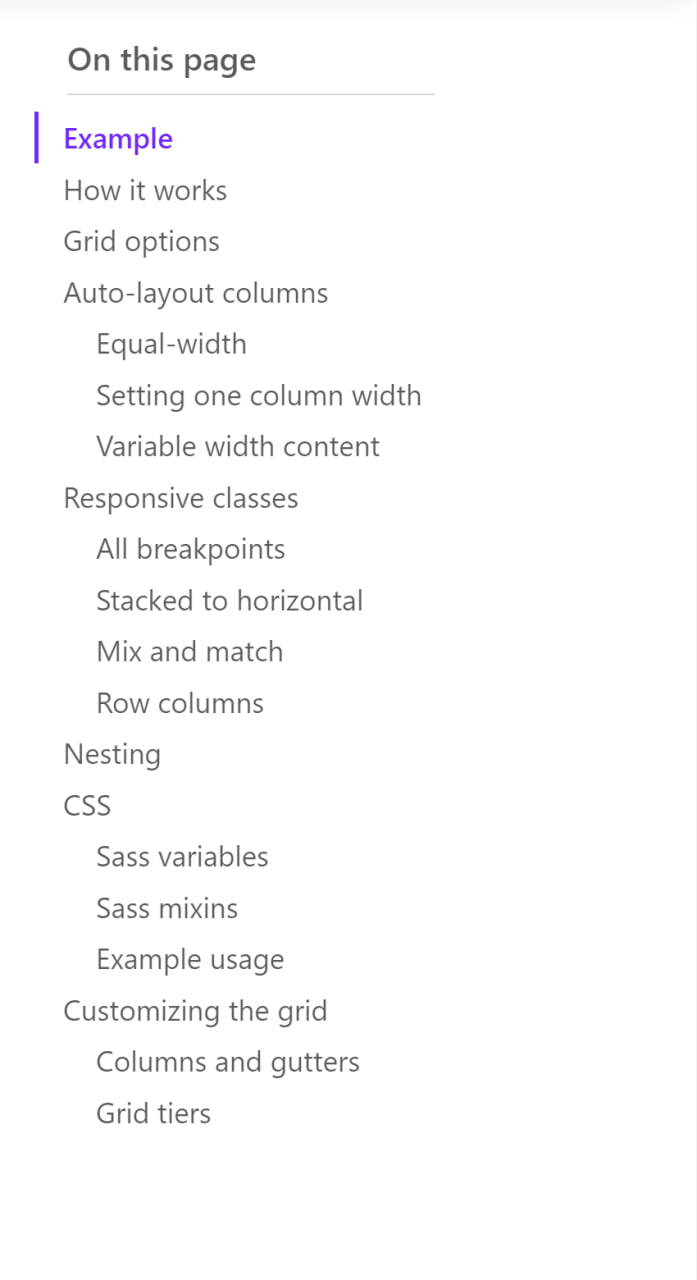 On this page
Example
How it works
Grid options
Auto-layout columns
Equal-width
Setting one column width
Variable width content
Responsive classes
All breakpoints
Stacked to horizontal
Mix and match
Row columns
Nesting
CSS
Sass variables
Sass mixins
Example usage
Customizing the grid
Columns and gutters
Grid tiers